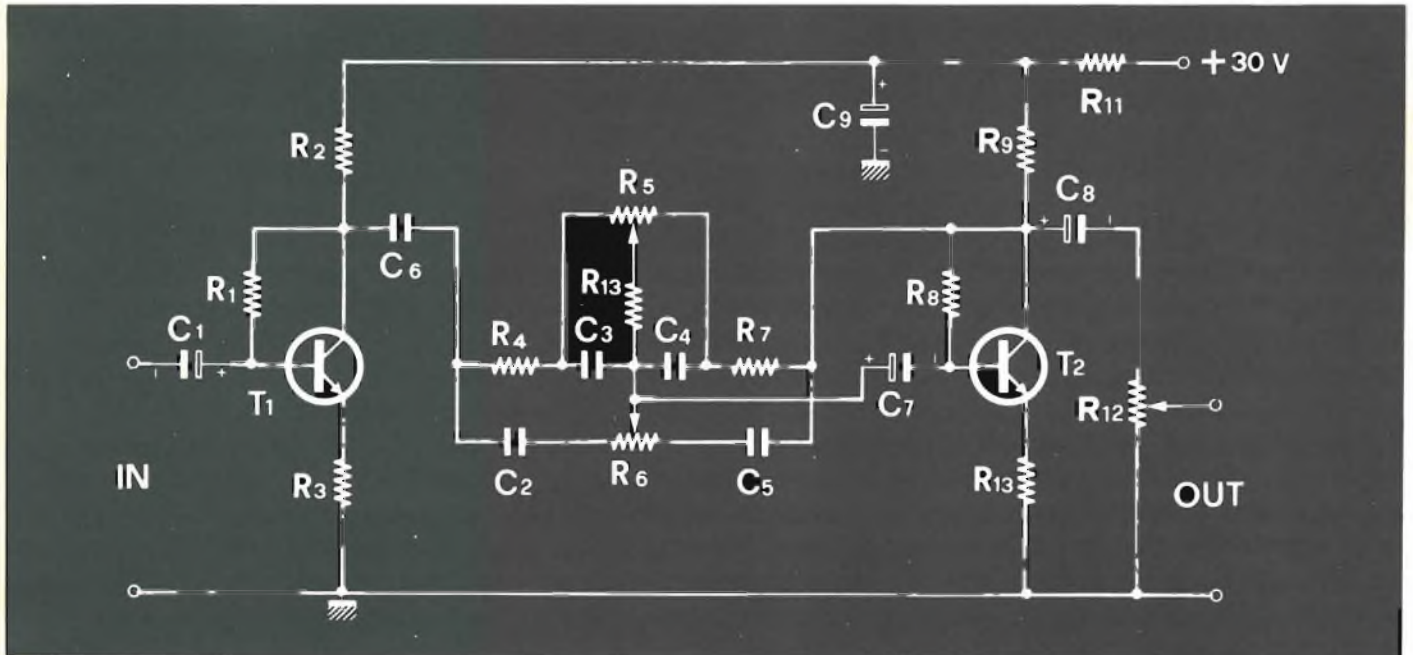 +30 V
R11
C9
R2
R9
R5
C8
C6
R1
R13
R8
C1
R4
C3
C4
R7
T1
T2
C7
R12
IN
R3
C2
R6
C5
R13
OUT
+
-
+
-
+
-
+
-